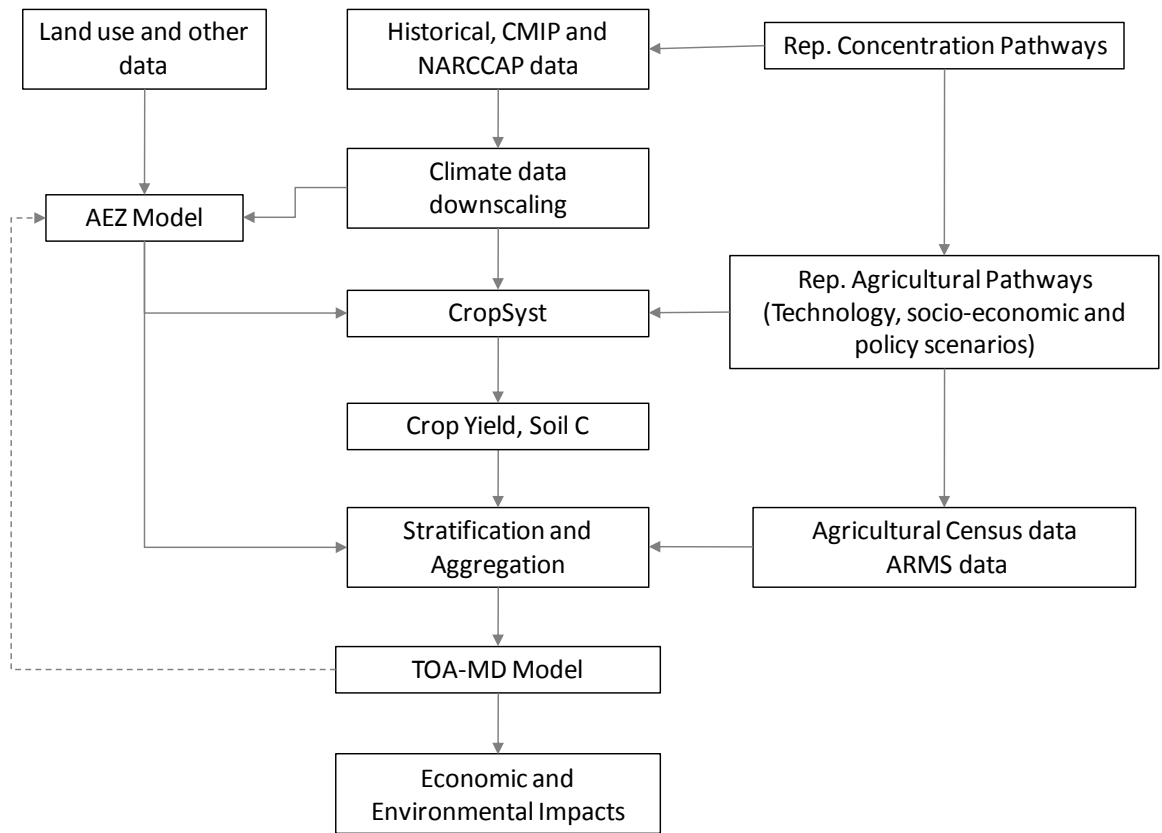 Land use and other
data
Historical, CMIP and
NARCCAP data
Rep. Concentration Pathways
Climate data
downscaling
AEZ Model
Rep. Agricultural Pathways
(Technology, socio-economic and
policy scenarios)
CropSyst
Crop Yield, Soil C
Stratification and
Aggregation
Agricultural Census data
ARMS data
TOA-MD Model
Economic and
Environmental Impacts